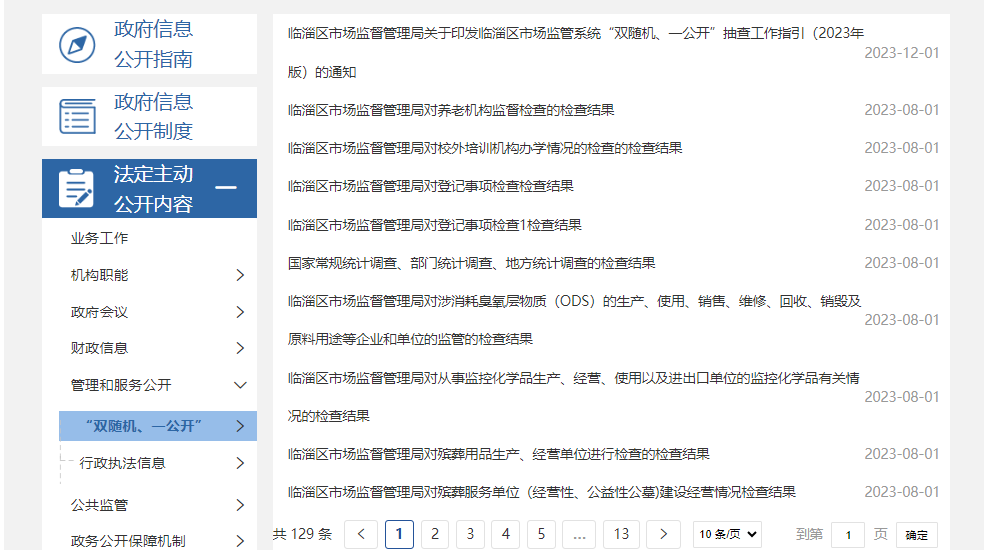 政府信息
公开指南
政府信息
公开制度
法定主动
公开内容
业务工作
机构职能
政府会议
财政信息
管理和服务公开
“双随机、一公开”
行政执法信息
公共监管
政务公开保障机制
临淄区市场监督管理局关于印发临淄区市场监管系统“双随机、一公开”抽查工作指引（2023年
版）的通知
2023-12-01
临淄区市场监督管理局对养老机构监督检查的检查结果 2023-08-01
临淄区市场监督管理局对校外培训机构办学情况的检查的检查结果 2023-08-01
临淄区市场监督管理局对登记事项检查检查结果 2023-08-01
临淄区市场监督管理局对登记事项检查1检查结果 2023-08-01
国家常规统计调查、部门统计调查、地方统计调查的检查结果 2023-08-01
临淄区市场监督管理局对涉消耗臭氧层物质（ODS）的生产、使用、销售、维修、回收、销毁及
原料用途等企业和单位的监管的检查结果
2023-08-01
临淄区市场监督管理局对从事监控化学品生产、经营、使用以及进出口单位的监控化学品有关情
况的检查结果
2023-08-01
临淄区市场监督管理局对殡葬用品生产、经营单位进行检查的检查结果 2023-08-01
临淄区市场监督管理局对殡葬服务单位（经营性、公益性公墓)建设经营情况检查结果 2023-08-01
共 129 条 < 1 2 3 4 5 ... 13 > 10 条/页 到第 1 页 确定